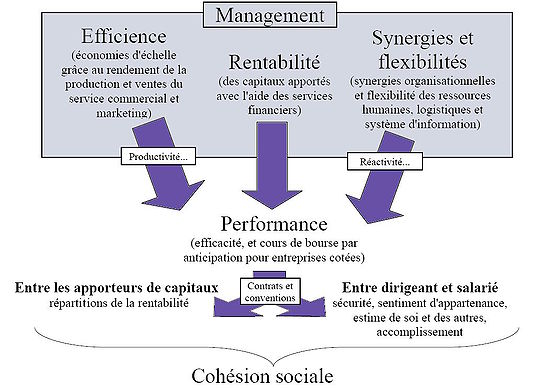 Management
Efficience
(économies d'échelle
grâce au rendement de la
production et ventes du
service commercial et
marketing)
Rentabilité
(des capitaux apportés
avec l'aide des services
financiers)
Synergies et
flexibilités
(synergies organisationnelles
et flexibilité des ressources
humaines, logistiques et
système d'information)
Productivité...
Réactivité...
Performance
(efficacité, et cours de bourse par
anticipation pour entreprises cotées)
Entre les apporteurs de capitaux
répartitions de la rentabilité
Contrats et
conventions
Entre dirigeant et salarié
sécurité, sentiment d'appartenance,
estime de soi et des autres,
accomplissement
Cohésion sociale